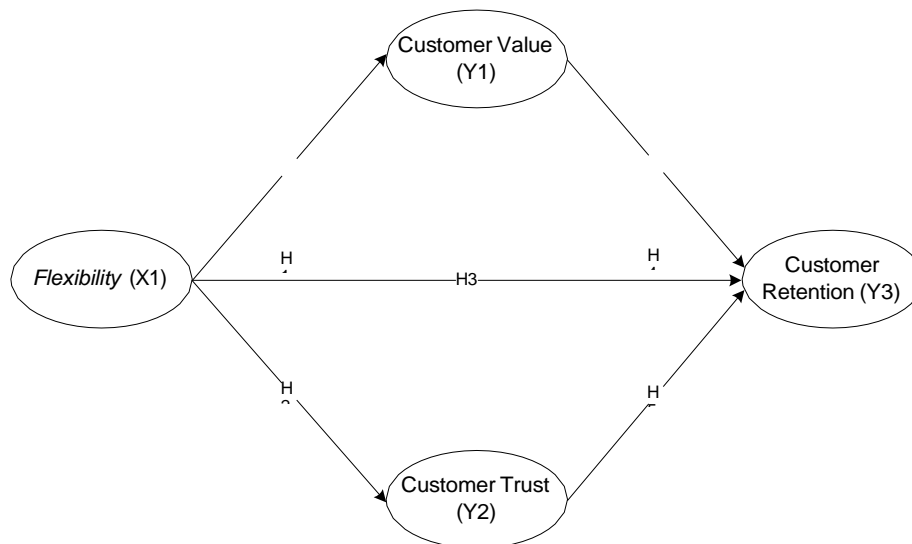 Customer Value
(Y1)
H
H
Flexibility (X1)
H3
Customer
Retention (Y3)
H
H
Customer Trust
(Y2)